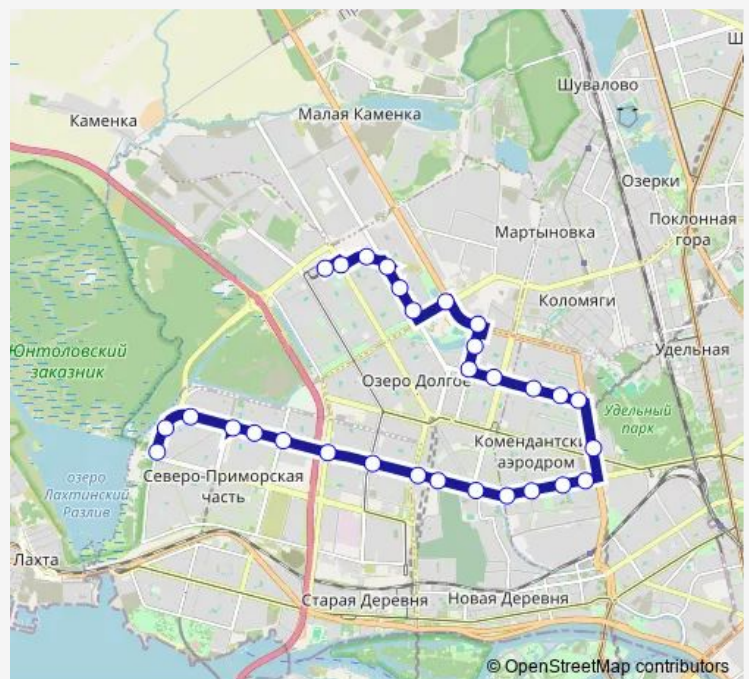 Ш
Шувалово
Каменка
Малая Каменка
Озерки
Поклонная
гора
Мартыновка
Коломяги
Юнтоловский
заказник
Удельная
Озеро Долгое
Удельный
парк
Комендантски
аэродром
Северо-Приморская
часть
озеро
Лахтинский
Разлив
Лахта
Старая Деревня
Новая Деревня
© OpenStreetMap contributors